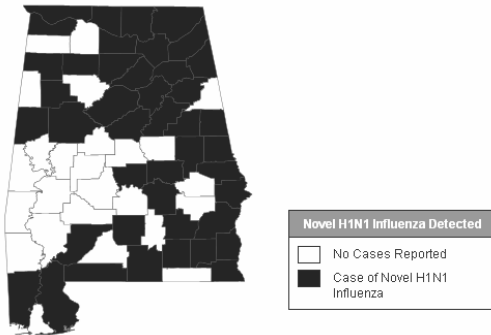 Novel H1N1 Influenza Detected
No Cases Reported
Case of Novel H1N1
Influenza